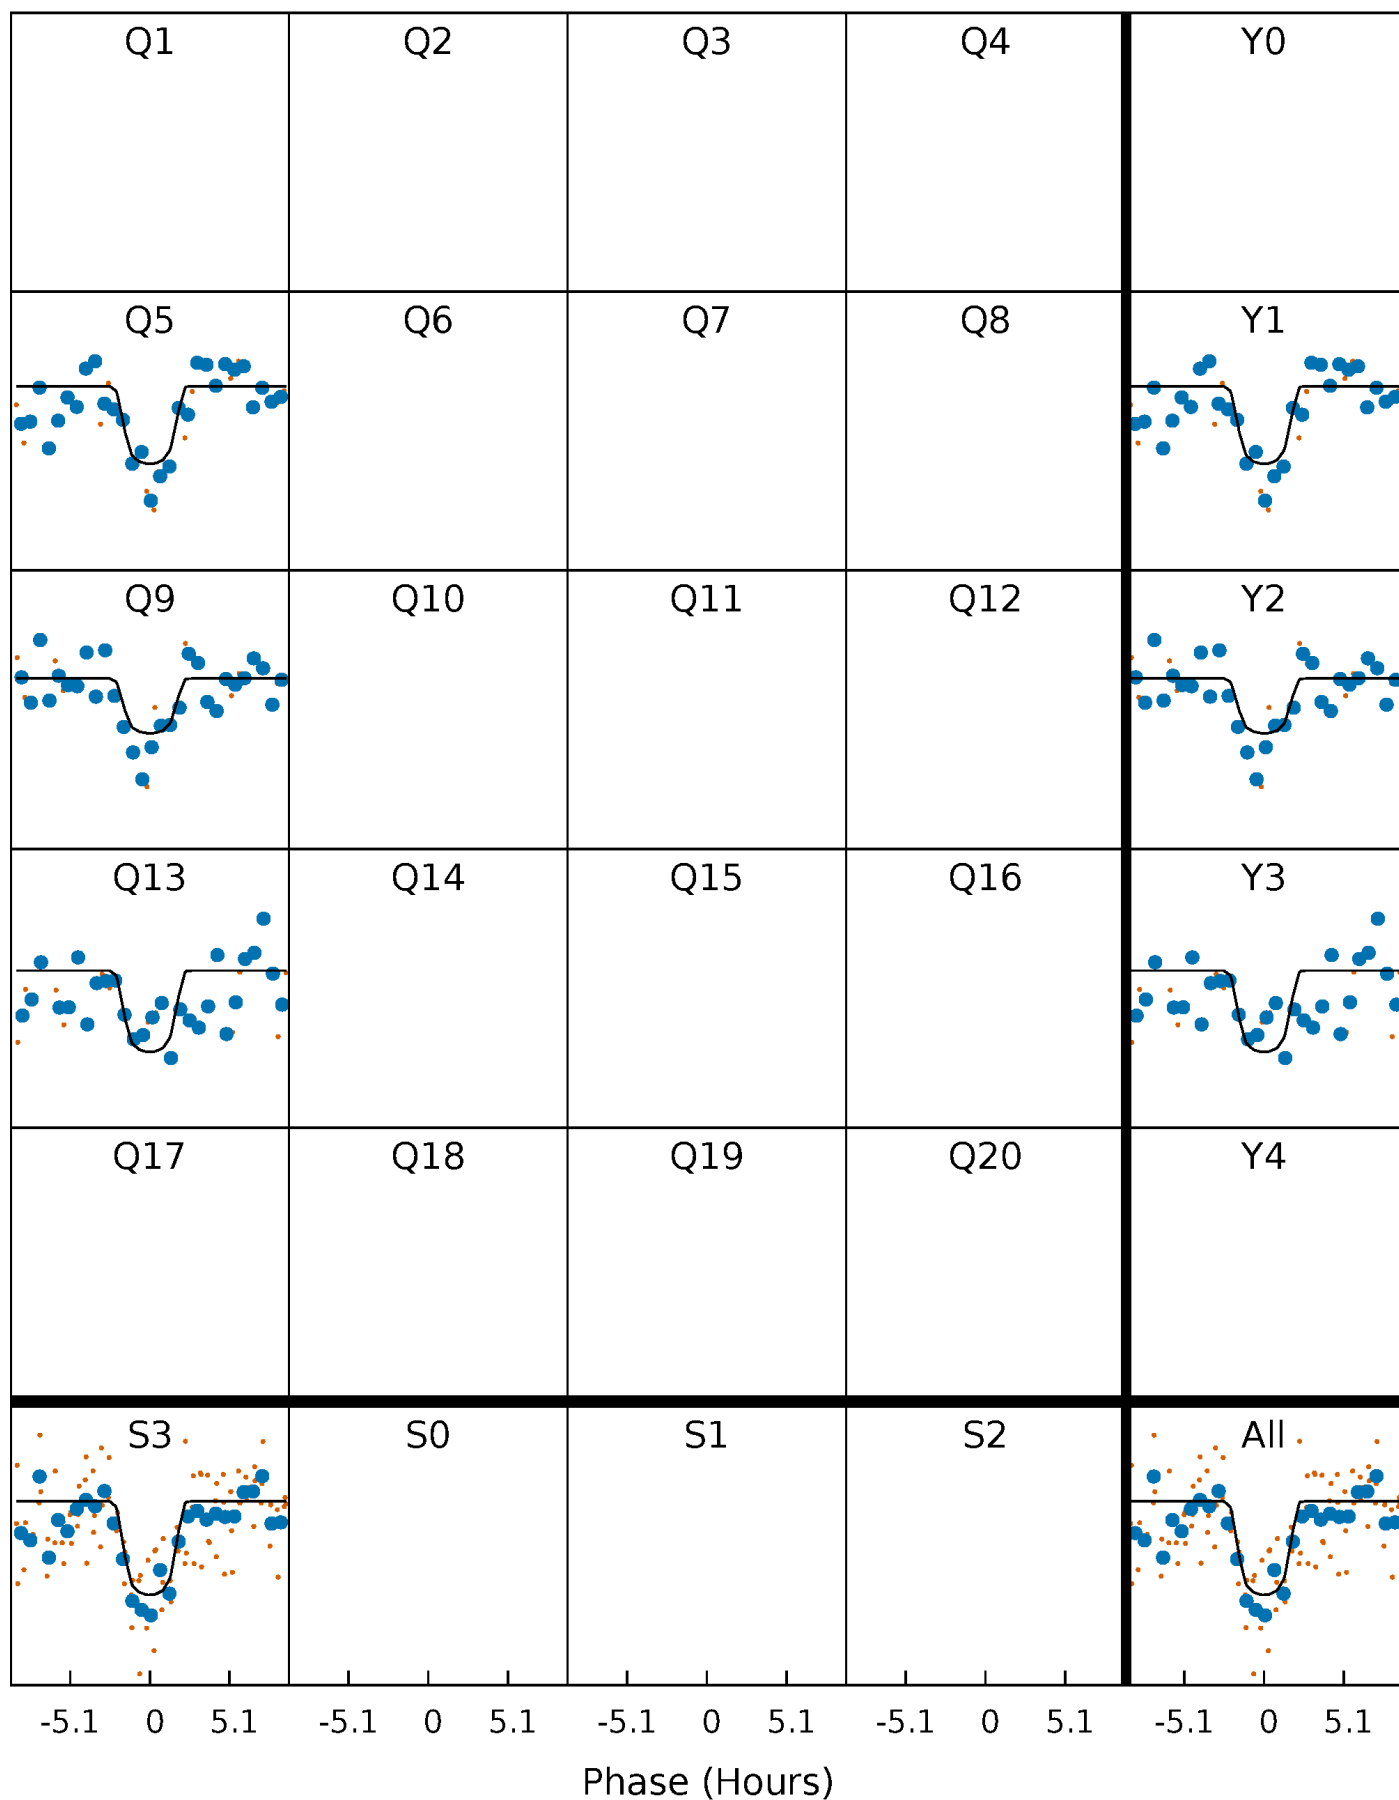 Q1 Q2 Q3 Q4 Y0
Q5 Q6 Q7 Q8 Y1
Q9 Q10 Q11 Q12 Y2
Q13 Q14 Q15 Q16 Y3
Q17 Q18 Q19 Q20 Y4
S3 S0 S1 S2 All
-5.1 0 5.1 -5.1 0 5.1 -5.1 0 5.1 -5.1 0 5.1 -5.1 0 5.1
Phase (Hours)